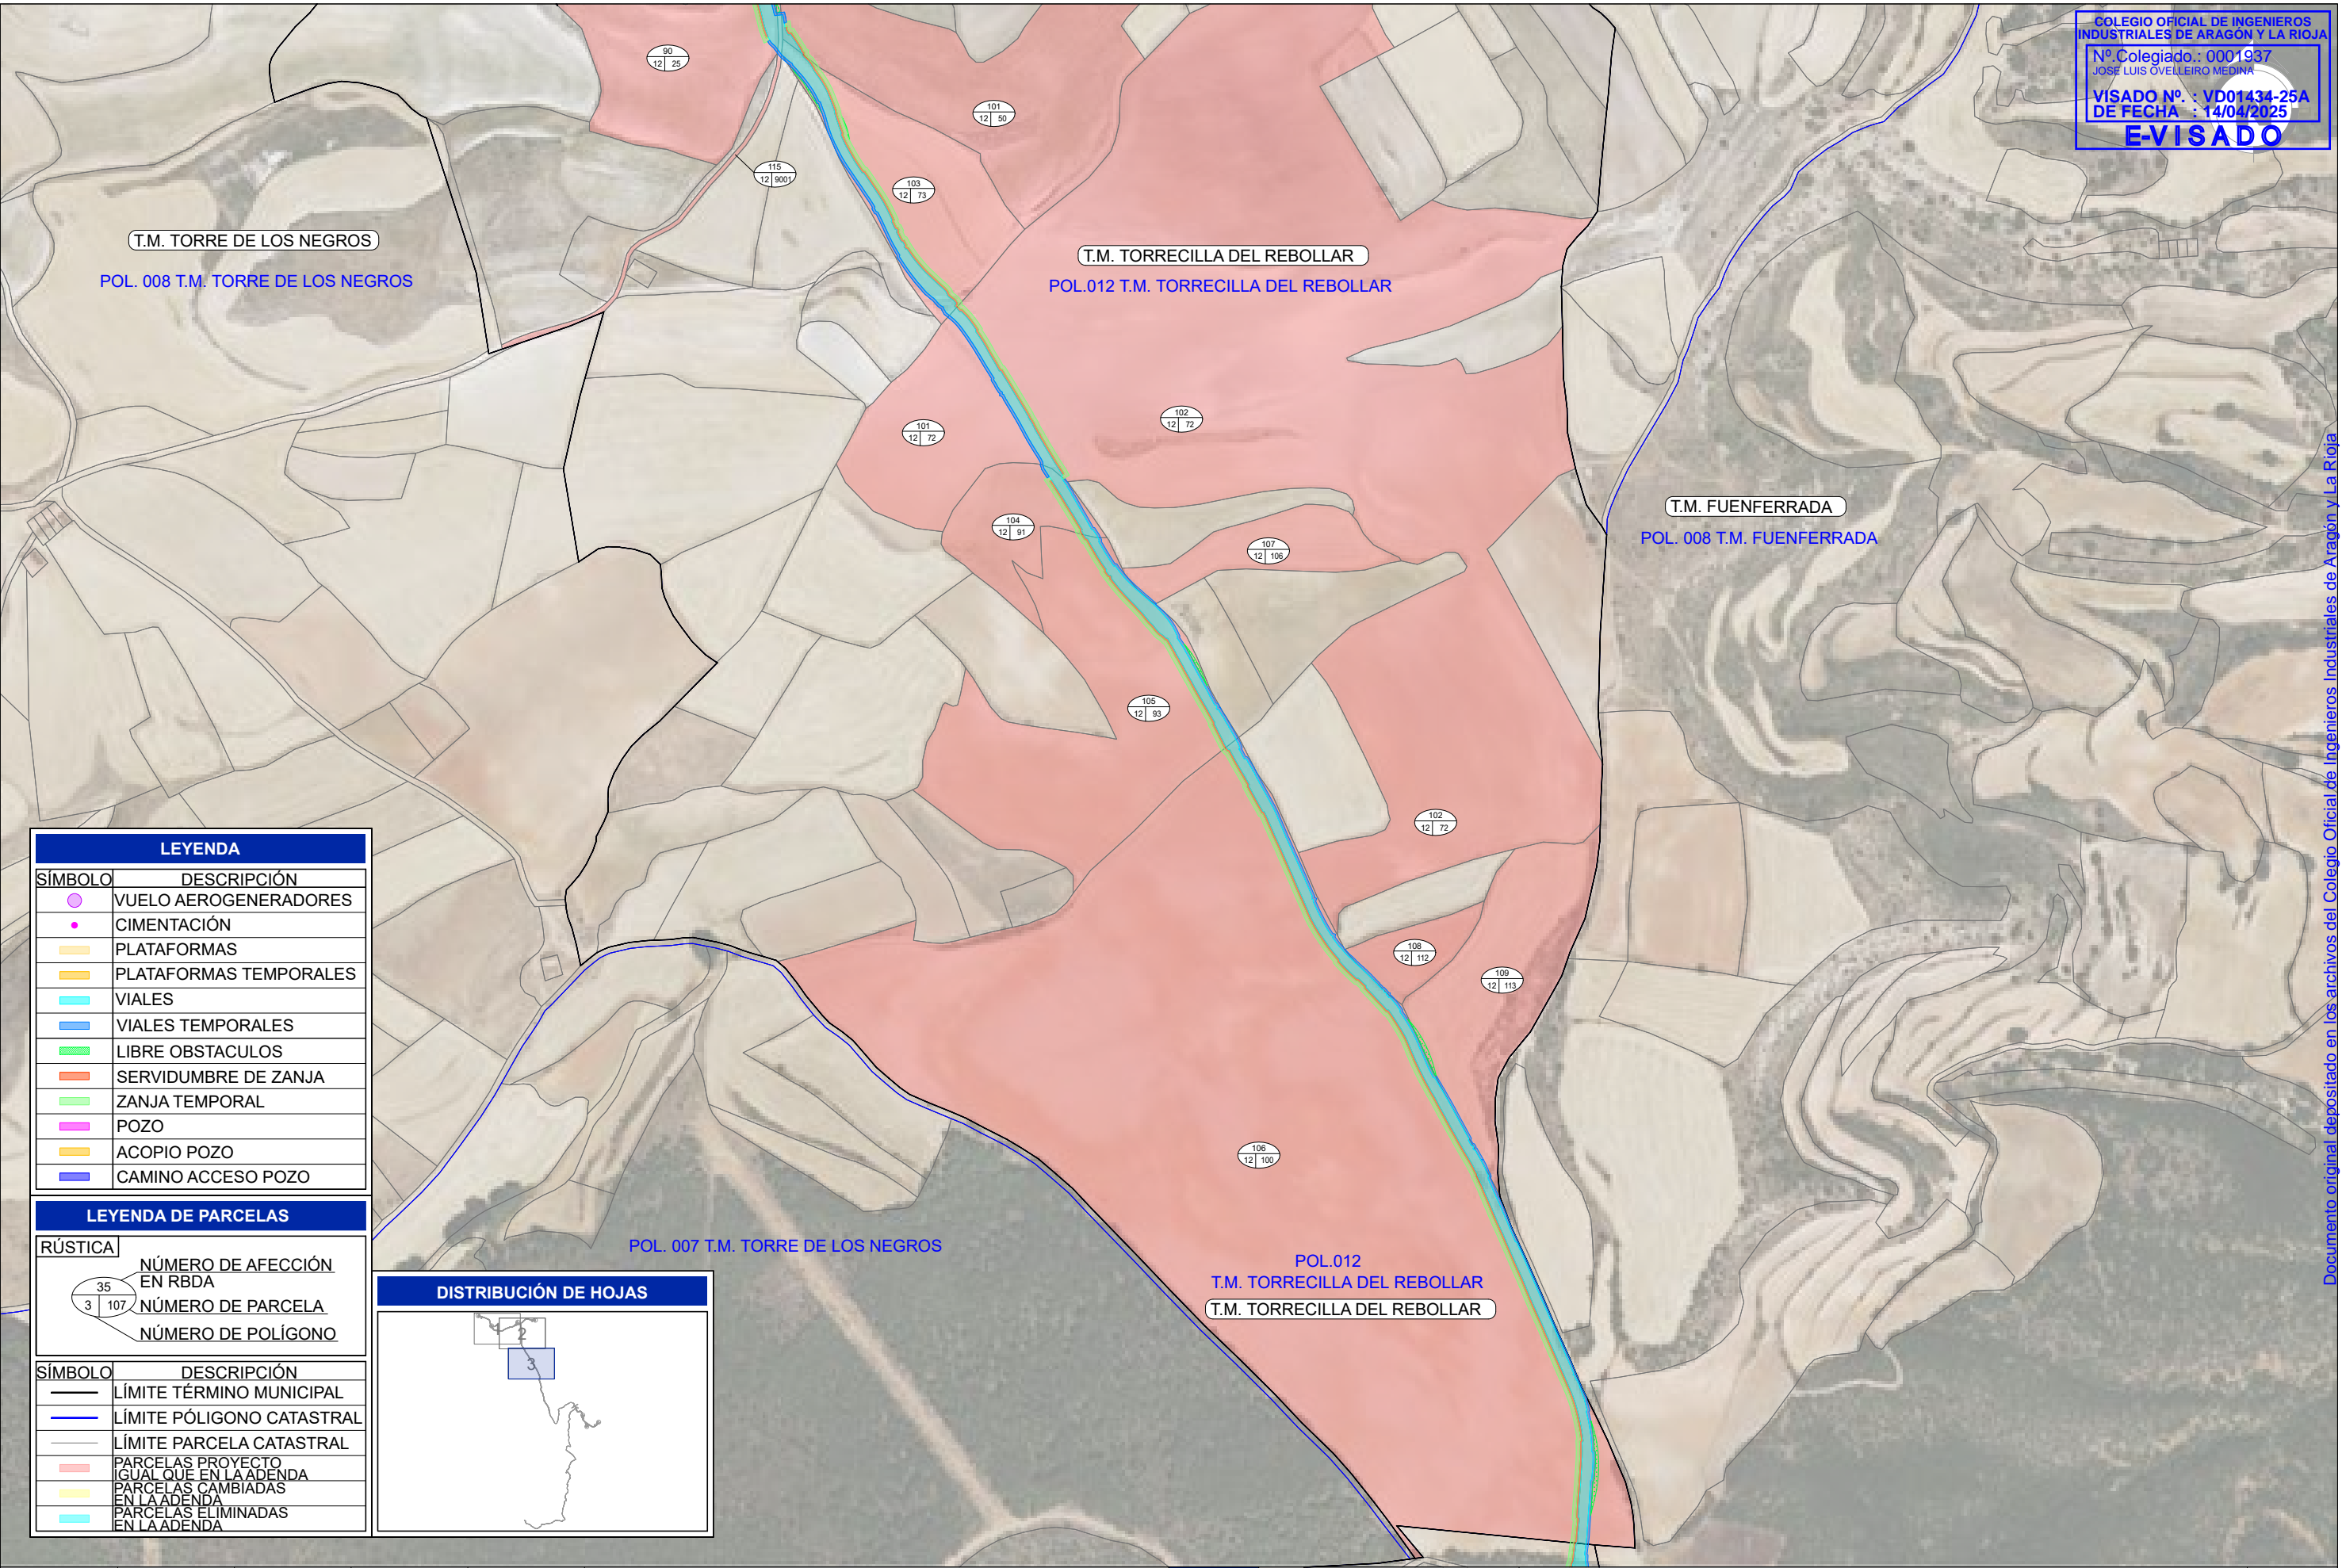 COLEGIO OFICIAL DE INGENIEROS
INDUSTRIALES DE ARAGÓN Y LA RIOJA
Nº.Colegiado.: 0001937
JOSE LUIS OVELLEIRO MEDINA
VISADO Nº. : VD01434-25A
DE FECHA : 14/04/2025
E-VISADO
90
12 25
101
12 50
115
12 9001
103
12 73
T.M. TORRE DE LOS NEGROS
POL. 008 T.M. TORRE DE LOS NEGROS
T.M. TORRECILLA DEL REBOLLAR
POL.012 T.M. TORRECILLA DEL REBOLLAR
102
12 72
101
12 72
T.M. FUENFERRADA
POL. 008 T.M. FUENFERRADA
104
12 91
107
12 106
105
12 93
102
12 72
108
12 112
109
12 113
106
12 100
POL. 007 T.M. TORRE DE LOS NEGROS
POL.012
T.M. TORRECILLA DEL REBOLLAR
T.M. TORRECILLA DEL REBOLLAR
LEYENDA
SÍMBOLO DESCRIPCIÓN
VUELO AEROGENERADORES
CIMENTACIÓN
PLATAFORMAS
PLATAFORMAS TEMPORALES
VIALES
VIALES TEMPORALES
LIBRE OBSTACULOS
SERVIDUMBRE DE ZANJA
ZANJA TEMPORAL
POZO
ACOPIO POZO
CAMINO ACCESO POZO
LEYENDA DE PARCELAS
RÚSTICA
35
3 107
NÚMERO DE AFECCIÓN
EN RBDA
NÚMERO DE PARCELA
NÚMERO DE POLÍGONO
SÍMBOLO DESCRIPCIÓN
LÍMITE TÉRMINO MUNICIPAL
LÍMITE PÓLIGONO CATASTRAL
LÍMITE PARCELA CATASTRAL
PARCELAS PROYECTO
IGUAL QUE EN LA ADENDA
PARCELAS CAMBIADAS
EN LA ADENDA
PARCELAS ELIMINADAS
EN LA ADENDA
DISTRIBUCIÓN DE HOJAS
1
2
3
Documento original depositado en los archivos del Colegio Oficial de Ingenieros Industriales de Aragón y La Rioja